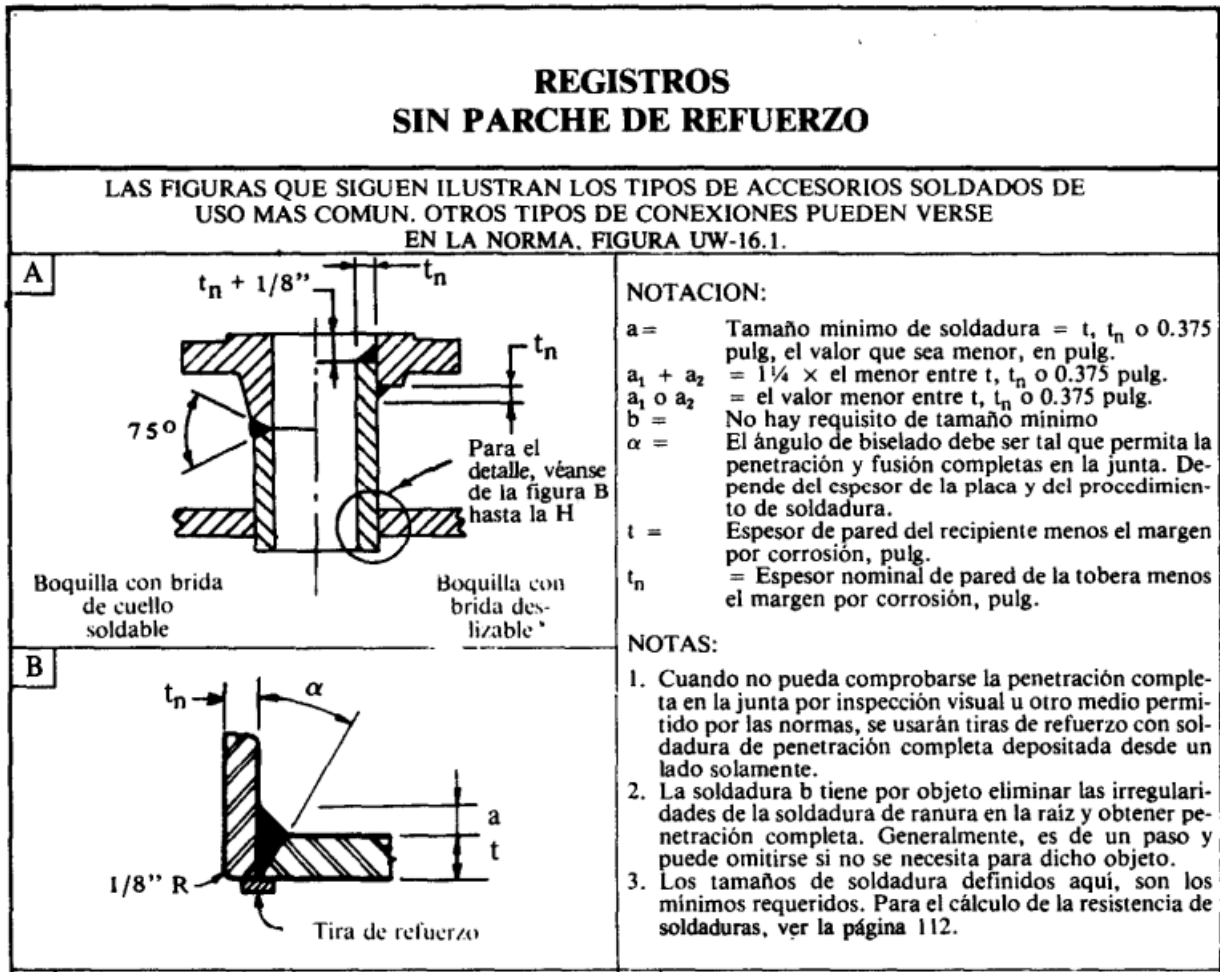 REGISTROS
SIN PARCHE DE REFUERZO
LAS FIGURAS QUE SIGUEN ILUSTRAN LOS TIPOS DE ACCESORIOS SOLDADOS DE
USO MAS COMUN. OTROS TIPOS DE CONEXIONES PUEDEN VERSE
EN LA NORMA. FIGURA UW-16.1.
A
tₙ + 1/8”
tₙ
tₙ
75°
Para el
detalle, véanse
de la figura B
hasta la H
Boquilla con brida
de cuello
soldable
Boquilla con
brida des-
lizable
B
tₙ
α
a
t
1/8” R
Tira de refuerzo
NOTACION:
a = Tamaño mínimo de soldadura = t, tₙ o 0.375
pulg, el valor que sea menor, en pulg.
a₁ + a₂ = 1¼ × el menor entre t, tₙ o 0.375 pulg.
a₁ o a₂ = el valor menor entre t, tₙ o 0.375 pulg.
b = No hay requisito de tamaño mínimo
α = El ángulo de biselado debe ser tal que permita la
penetración y fusión completas en la junta. De-
pende del espesor de la placa y del procedimien-
to de soldadura.
t = Espesor de pared del recipiente menos el margen
por corrosión, pulg.
tₙ = Espesor nominal de pared de la tobera menos
el margen por corrosión, pulg.
NOTAS:
1. Cuando no pueda comprobarse la penetración comple-
ta en la junta por inspección visual u otro medio permi-
tido por las normas, se usarán tiras de refuerzo con sol-
dadura de penetración completa depositada desde un
lado solamente.
2. La soldadura b tiene por objeto eliminar las irregulari-
dades de la soldadura de ranura en la raíz y obtener pe-
netración completa. Generalmente, es de un paso y
puede omitirse si no se necesita para dicho objeto.
3. Los tamaños de soldadura definidos aquí, son los
mínimos requeridos. Para el cálculo de la resistencia de
soldaduras, ver la página 112.